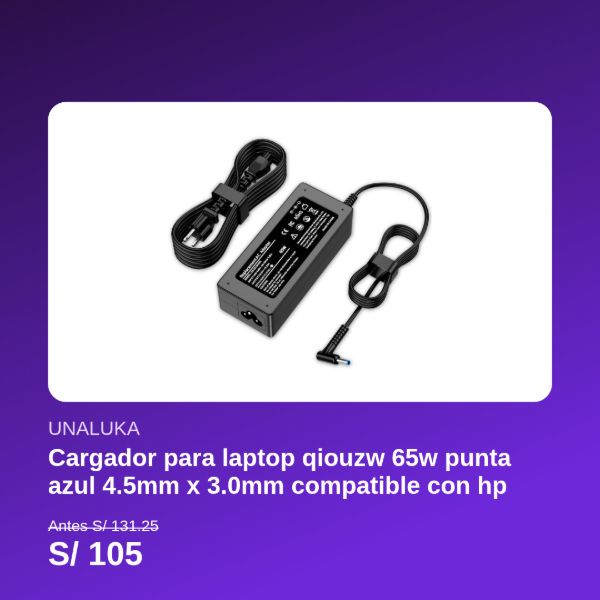 UNALUKA
Cargador para laptop qiouzw 65w punta
azul 4.5mm x 3.0mm compatible con hp
Antes S/ 131.25
S/ 105